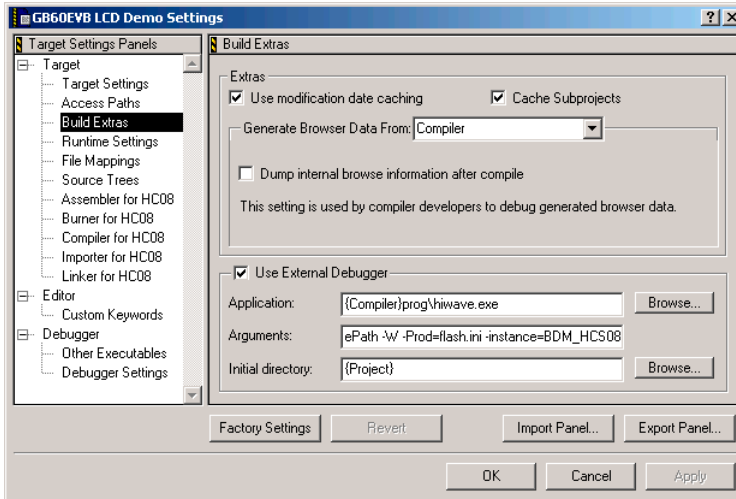 GB60EVB LCD Demo Settings
Target Settings Panels
Target
Target Settings
Access Paths
Build Extras
Runtime Settings
File Mappings
Source Trees
Assembler for HC08
Burner for HC08
Compiler for HC08
Importer for HC08
Linker for HC08
Editor
Custom Keywords
Debugger
Other Executables
Debugger Settings
Build Extras
Extras
Use modification date caching
Cache Subprojects
Generate Browser Data From: Compiler
Dump internal browse information after compile
This setting is used by compiler developers to debug generated browser data.
Use External Debugger
Application: {Compiler}prog\hiwave.exe Browse...
Arguments: ePath -W -Prod=flash.ini -instance=BDM_HCS08
Initial directory: {Project} Browse...
Factory Settings Revert Import Panel... Export Panel...
OK Cancel Apply